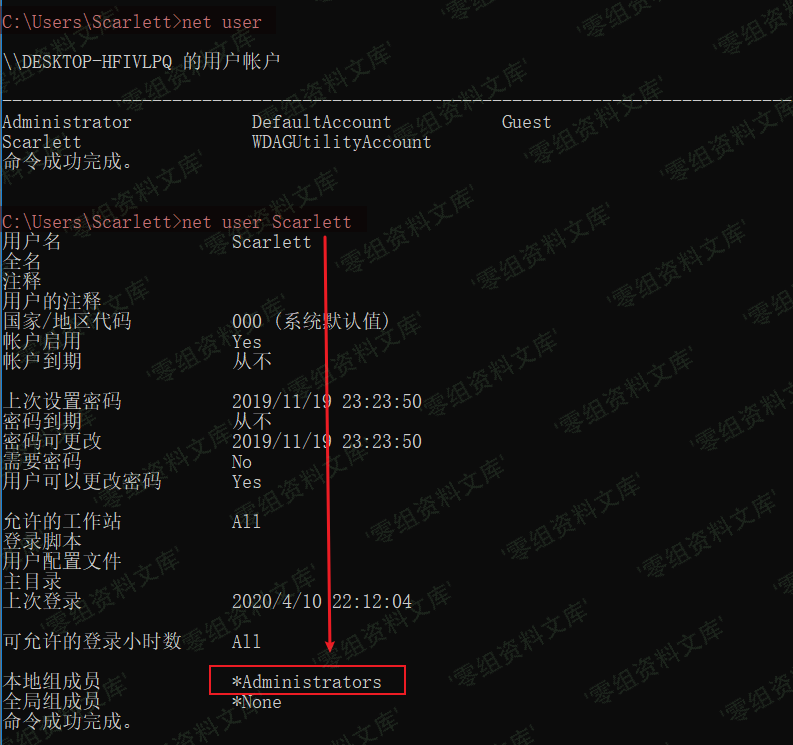 C:\Users\Scarlett>net user
\\DESKTOP-HFIVLPQ 的用户帐户
-------------------------------------------------------------------------------
Administrator            DefaultAccount           Guest
Scarlett                 WDAGUtilityAccount
命令成功完成。
C:\Users\Scarlett>net user Scarlett
用户名                 Scarlett
全名
注释
用户的注释
国家/地区代码          000 (系统默认值)
帐户启用               Yes
帐户到期               从不
上次设置密码           2019/11/19 23:23:50
密码到期               从不
密码可更改             2019/11/19 23:23:50
需要密码               No
用户可以更改密码       Yes
允许的工作站           All
登录脚本
用户配置文件
主目录
上次登录               2020/4/10 22:12:04
可允许的登录小时数     All
本地组成员             *Administrators
全局组成员             *None
命令成功完成。
'零组资料文库'